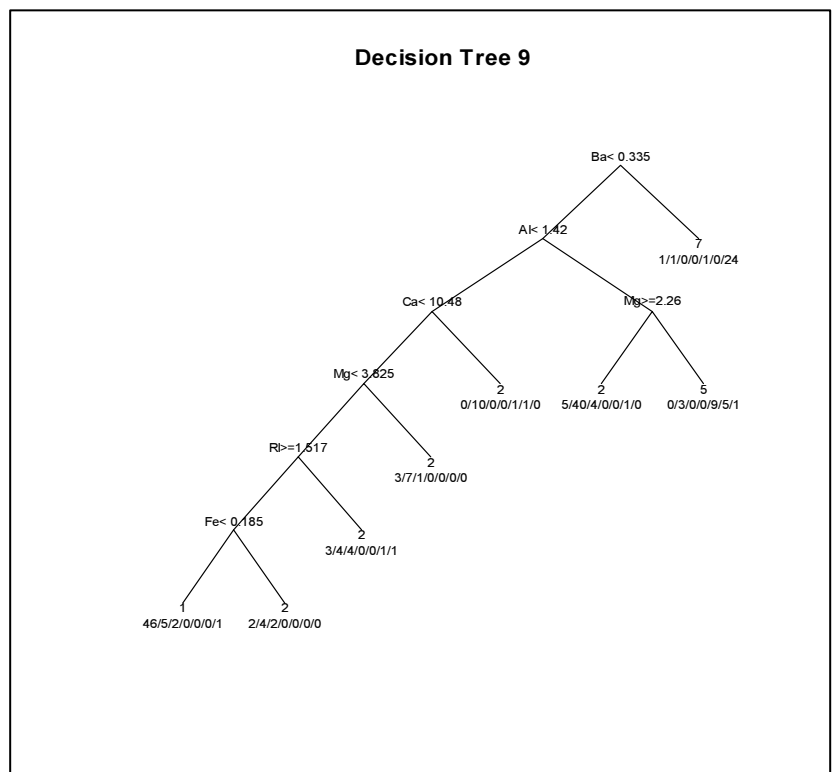 Decision Tree 9
Ba< 0.335
Al< 1.42
7
1/1/0/0/1/0/24
Ca< 10.48
Mg>=2.26
Mg< 3.825
2
0/10/0/0/1/1/0
2
5/40/4/0/0/1/0
5
0/3/0/0/9/5/1
RI>=1.517
2
3/7/1/0/0/0/0
Fe< 0.185
2
3/4/4/0/0/1/1
1
46/5/2/0/0/0/1
2
2/4/2/0/0/0/0